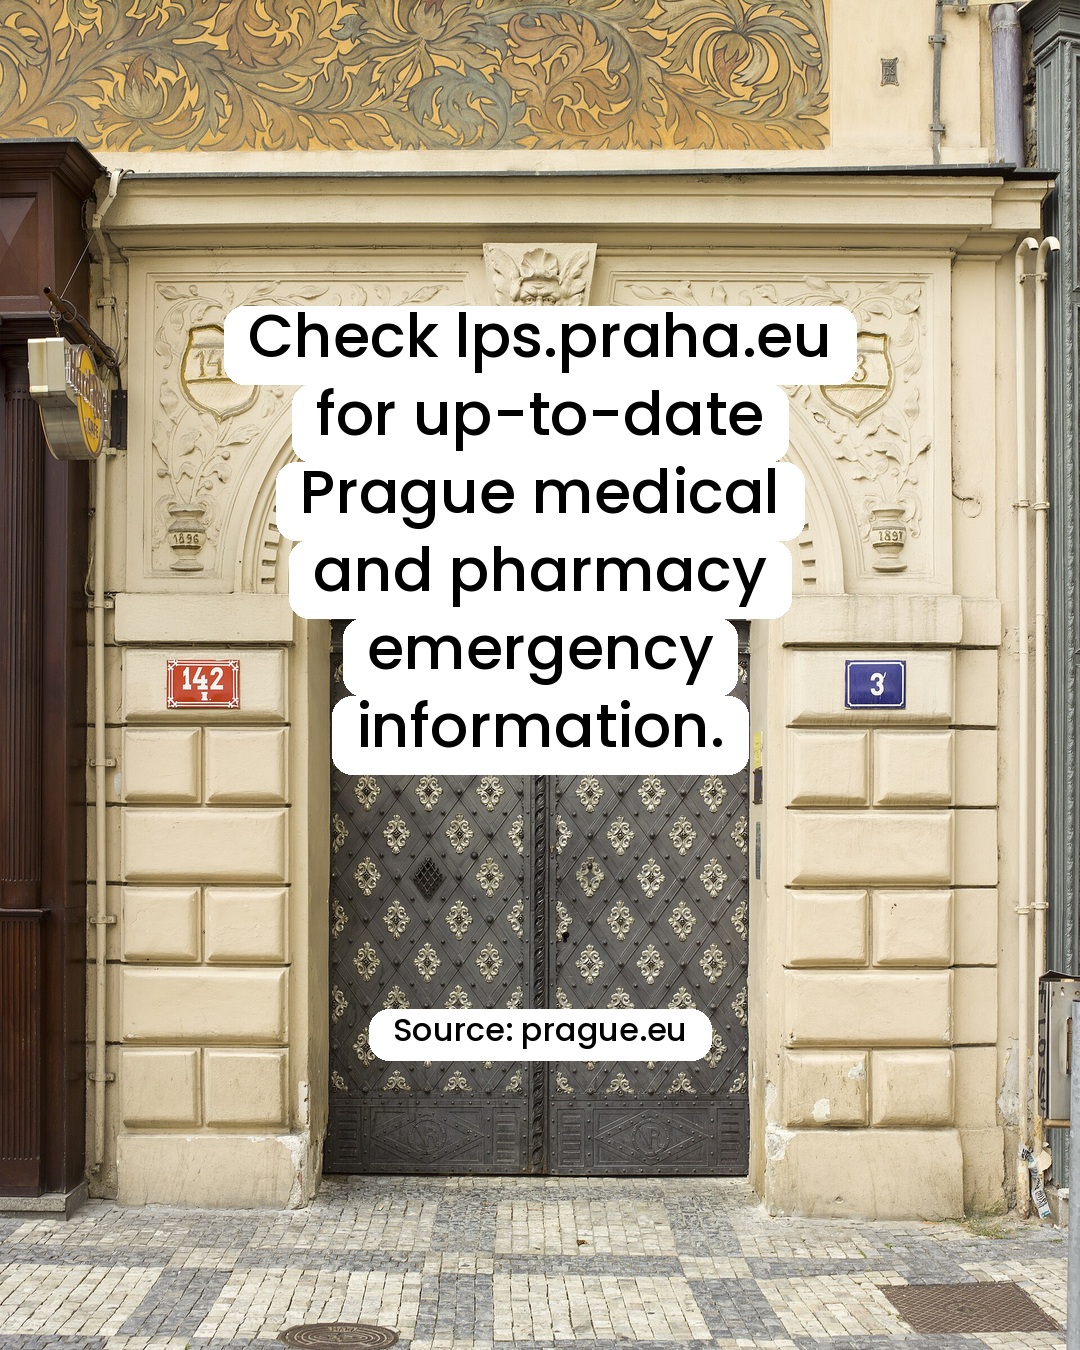 Check lps.praha.eu
for up-to-date
Prague medical
and pharmacy
emergency
information.
1896
1897
142
I.
3
Source: prague.eu